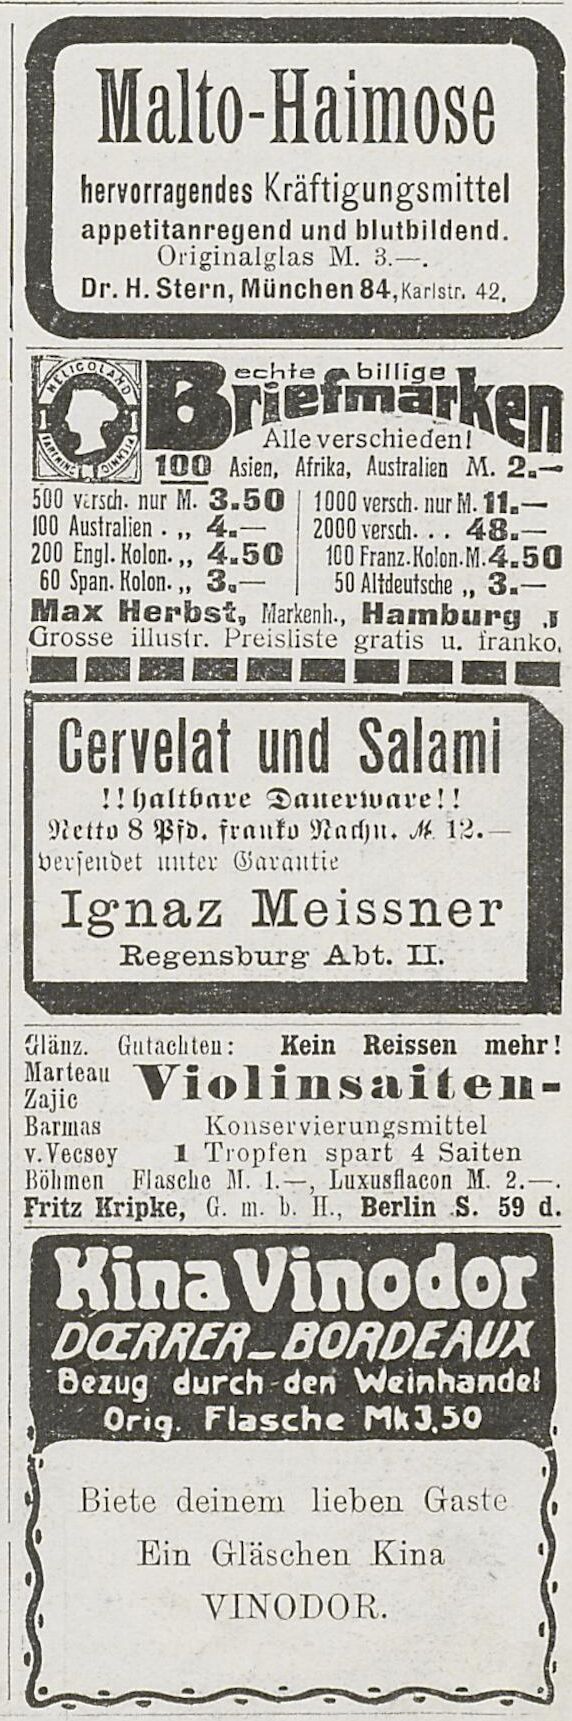 Malto-Haimose
hervorragendes Kräftigungsmittel
appetitanregend und blutbildend.
Originalglas M. 3.—.
Dr. H. Stern, München 84, Karlstr. 42.
HELIGOLAND
FARTHING
PFENNIG
echte billige
Briefmarken
Alle verschieden!
100 Asien, Afrika, Australien M. 2.—
500 versch. nur M. 3.50
100 Australien . „ 4.—
200 Engl. Kolon. „ 4.50
60 Span. Kolon. „ 3.—
1000 versch. nur M. 11.—
2000 versch. . . 48.—
100 Franz. Kolon. M. 4.50
50 Altdeutsche „ 3.—
Max Herbst, Markenh., Hamburg
Grosse illustr. Preisliste gratis u. franko.
Cervelat und Salami
!! haltbare Dauerware !!
Netto 8 Pfd. franko Nachn. M. 12.—
versendet unter Garantie
Ignaz Meissner
Regensburg Abt. II.
Glänz. Gutachten: Kein Reissen mehr!
Marteau
Zajic
Violinsaiten-
Barmas Konservierungsmittel
v. Vecsey 1 Tropfen spart 4 Saiten
Böhmen Flasche M. 1.—, Luxusflacon M. 2.—.
Fritz Kripke, G. m. b. H., Berlin S. 59 d.
Kina Vinodor
DŒRRER-BORDEAUX
Bezug durch den Weinhandel
Orig. Flasche Mk 3.50
Biete deinem lieben Gaste
Ein Gläschen Kina
VINODOR.